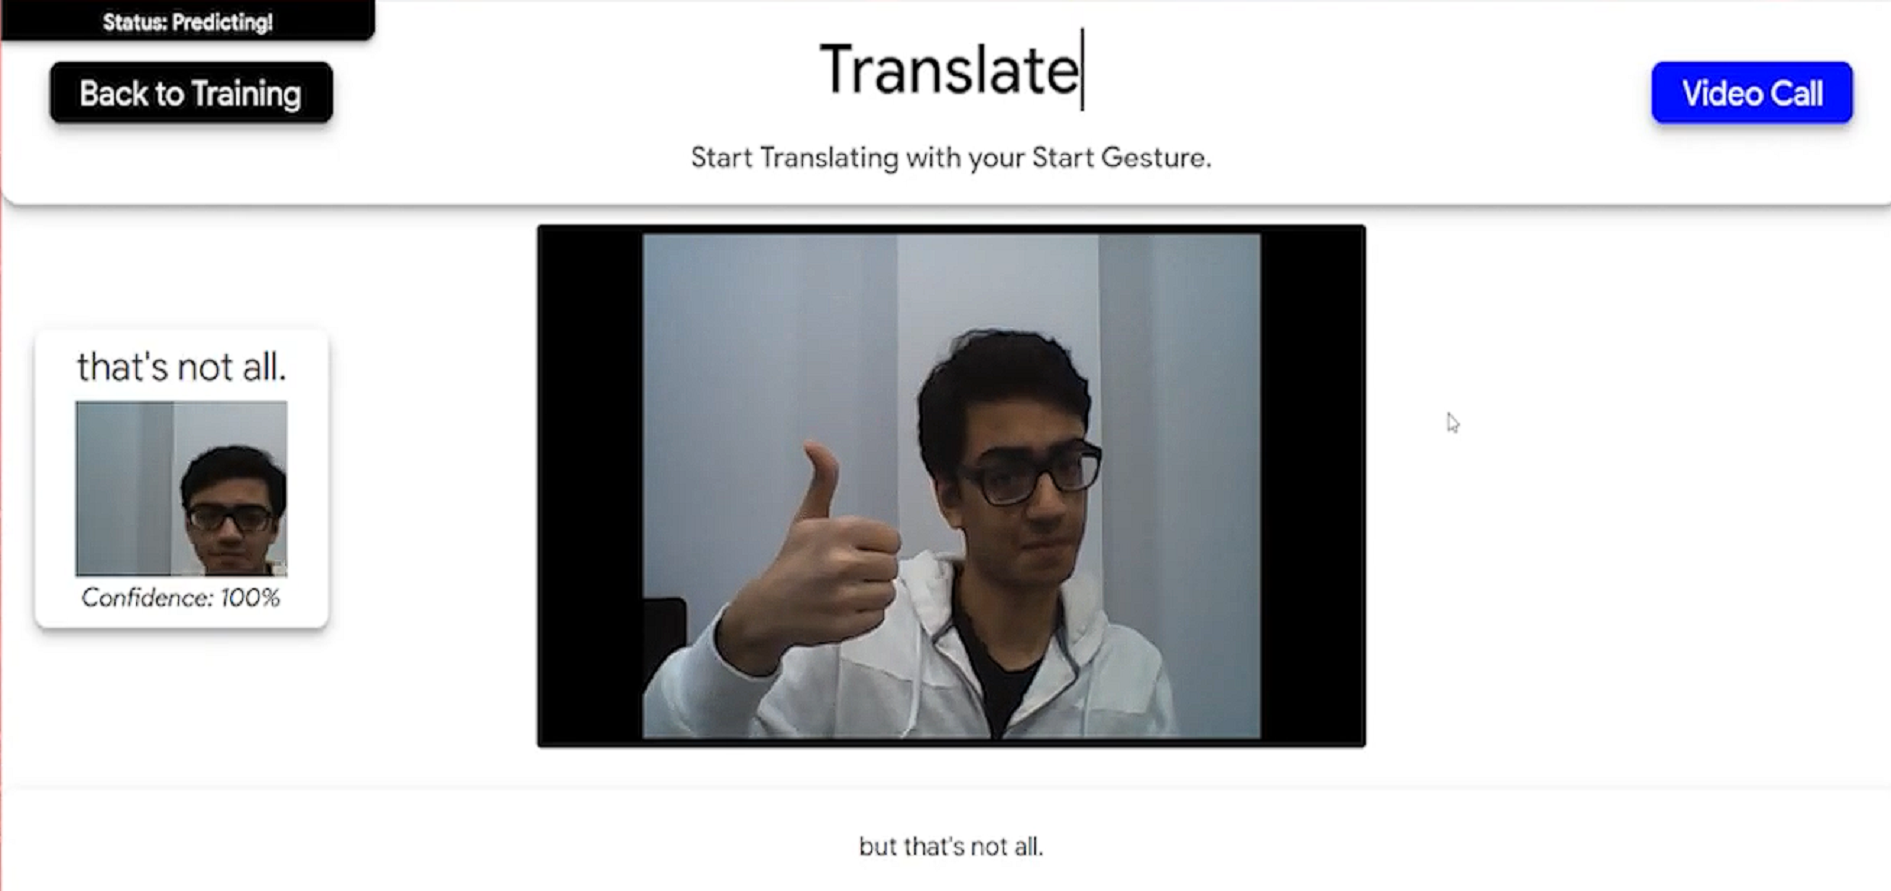 Status: Predicting!
Back to Training
Translate
Video Call
Start Translating with your Start Gesture.
that's not all.
Confidence: 100%
but that's not all.